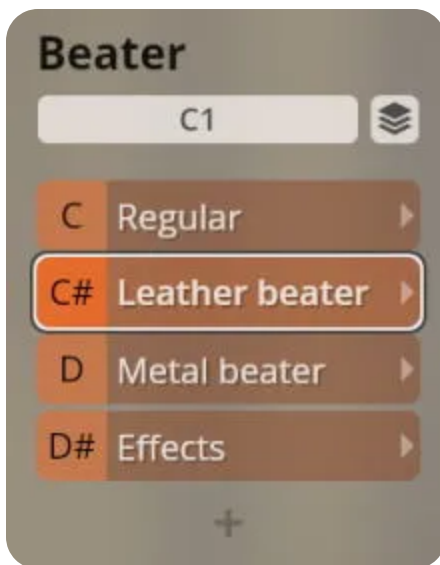 Beater
C1
C Regular
C# Leather beater
D Metal beater
D# Effects
+